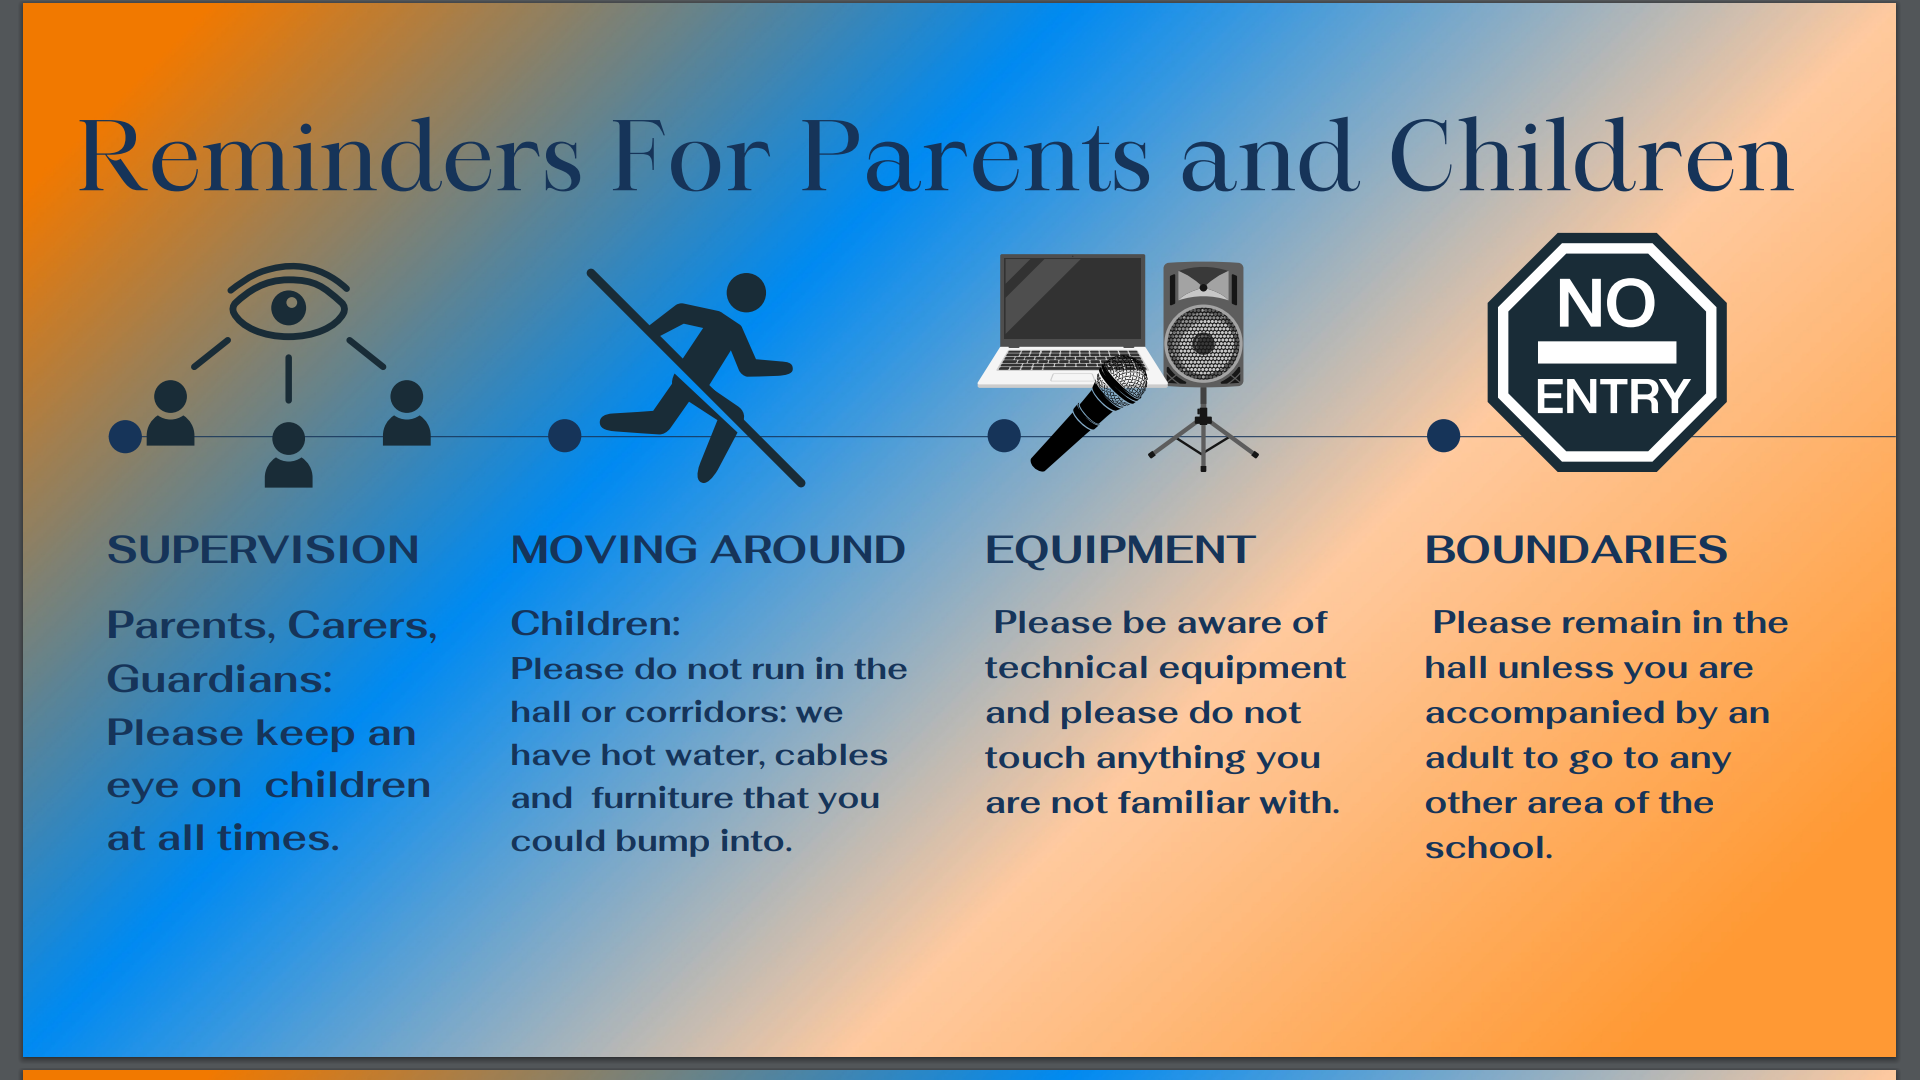 Reminders For Parents and Children
NO
ENTRY
SUPERVISION
Parents, Carers,
Guardians:
Please keep an
eye on  children
at all times.
MOVING AROUND
Children:
Please do not run in the
hall or corridors: we
have hot water, cables
and  furniture that you
could bump into.
EQUIPMENT
Please be aware of
technical equipment
and please do not
touch anything you
are not familiar with.
BOUNDARIES
Please remain in the
hall unless you are
accompanied by an
adult to go to any
other area of the
school.